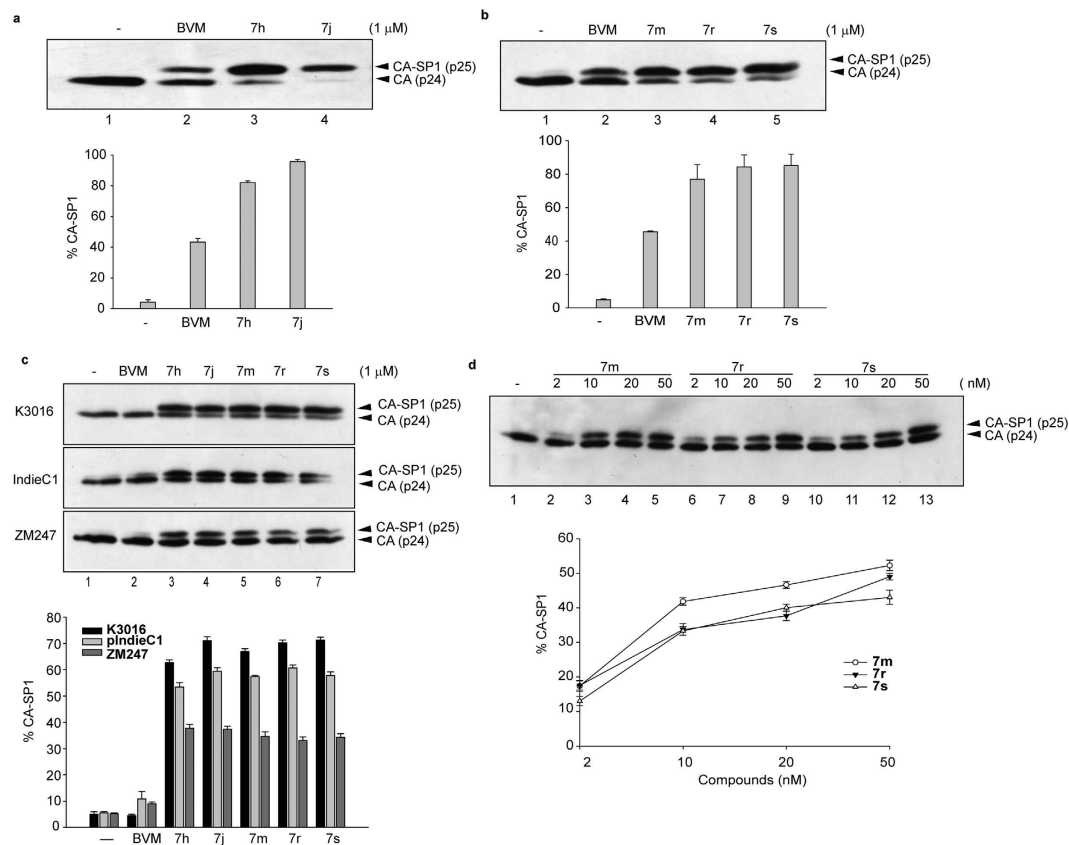 a
- BVM 7h 7j (1 μM)
CA-SP1 (p25)
CA (p24)
1 2 3 4
% CA-SP1
100
80
60
40
20
0
- BVM 7h 7j
b
- BVM 7m 7r 7s (1 μM)
CA-SP1 (p25)
CA (p24)
1 2 3 4 5
% CA-SP1
100
80
60
40
20
0
- BVM 7m 7r 7s
c
- BVM 7h 7j 7m 7r 7s (1 μM)
K3016
CA-SP1 (p25)
CA (p24)
IndieC1
CA-SP1 (p25)
CA (p24)
ZM247
CA-SP1 (p25)
CA (p24)
1 2 3 4 5 6 7
% CA-SP1
80
70
60
50
40
30
20
10
0
K3016
pIndieC1
ZM247
— BVM 7h 7j 7m 7r 7s
d
7m 7r 7s
- 2 10 20 50 2 10 20 50 2 10 20 50 ( nM)
CA-SP1 (p25)
CA (p24)
1 2 3 4 5 6 7 8 9 10 11 12 13
% CA-SP1
60
50
40
30
20
10
0
7m
7r
7s
2 10 20 50
Compounds (nM)